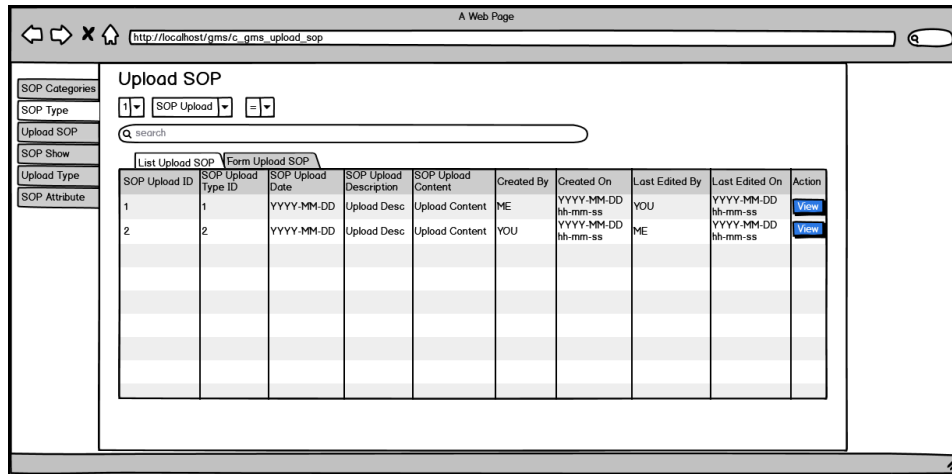 A Web Page
http://localhost/gms/c_gms_upload_sop
SOP Categories
SOP Type
Upload SOP
SOP Show
Upload Type
SOP Attribute
Upload SOP
1 SOP Upload =
search
List Upload SOP Form Upload SOP
SOP Upload ID SOP Upload Type ID SOP Upload Date SOP Upload Description SOP Upload Content Created By Created On Last Edited By Last Edited On Action
1 1 YYYY-MM-DD Upload Desc Upload Content ME YYYY-MM-DD hh-mm-ss YOU YYYY-MM-DD hh-mm-ss View
2 2 YYYY-MM-DD Upload Desc Upload Content YOU YYYY-MM-DD hh-mm-ss ME YYYY-MM-DD hh-mm-ss View